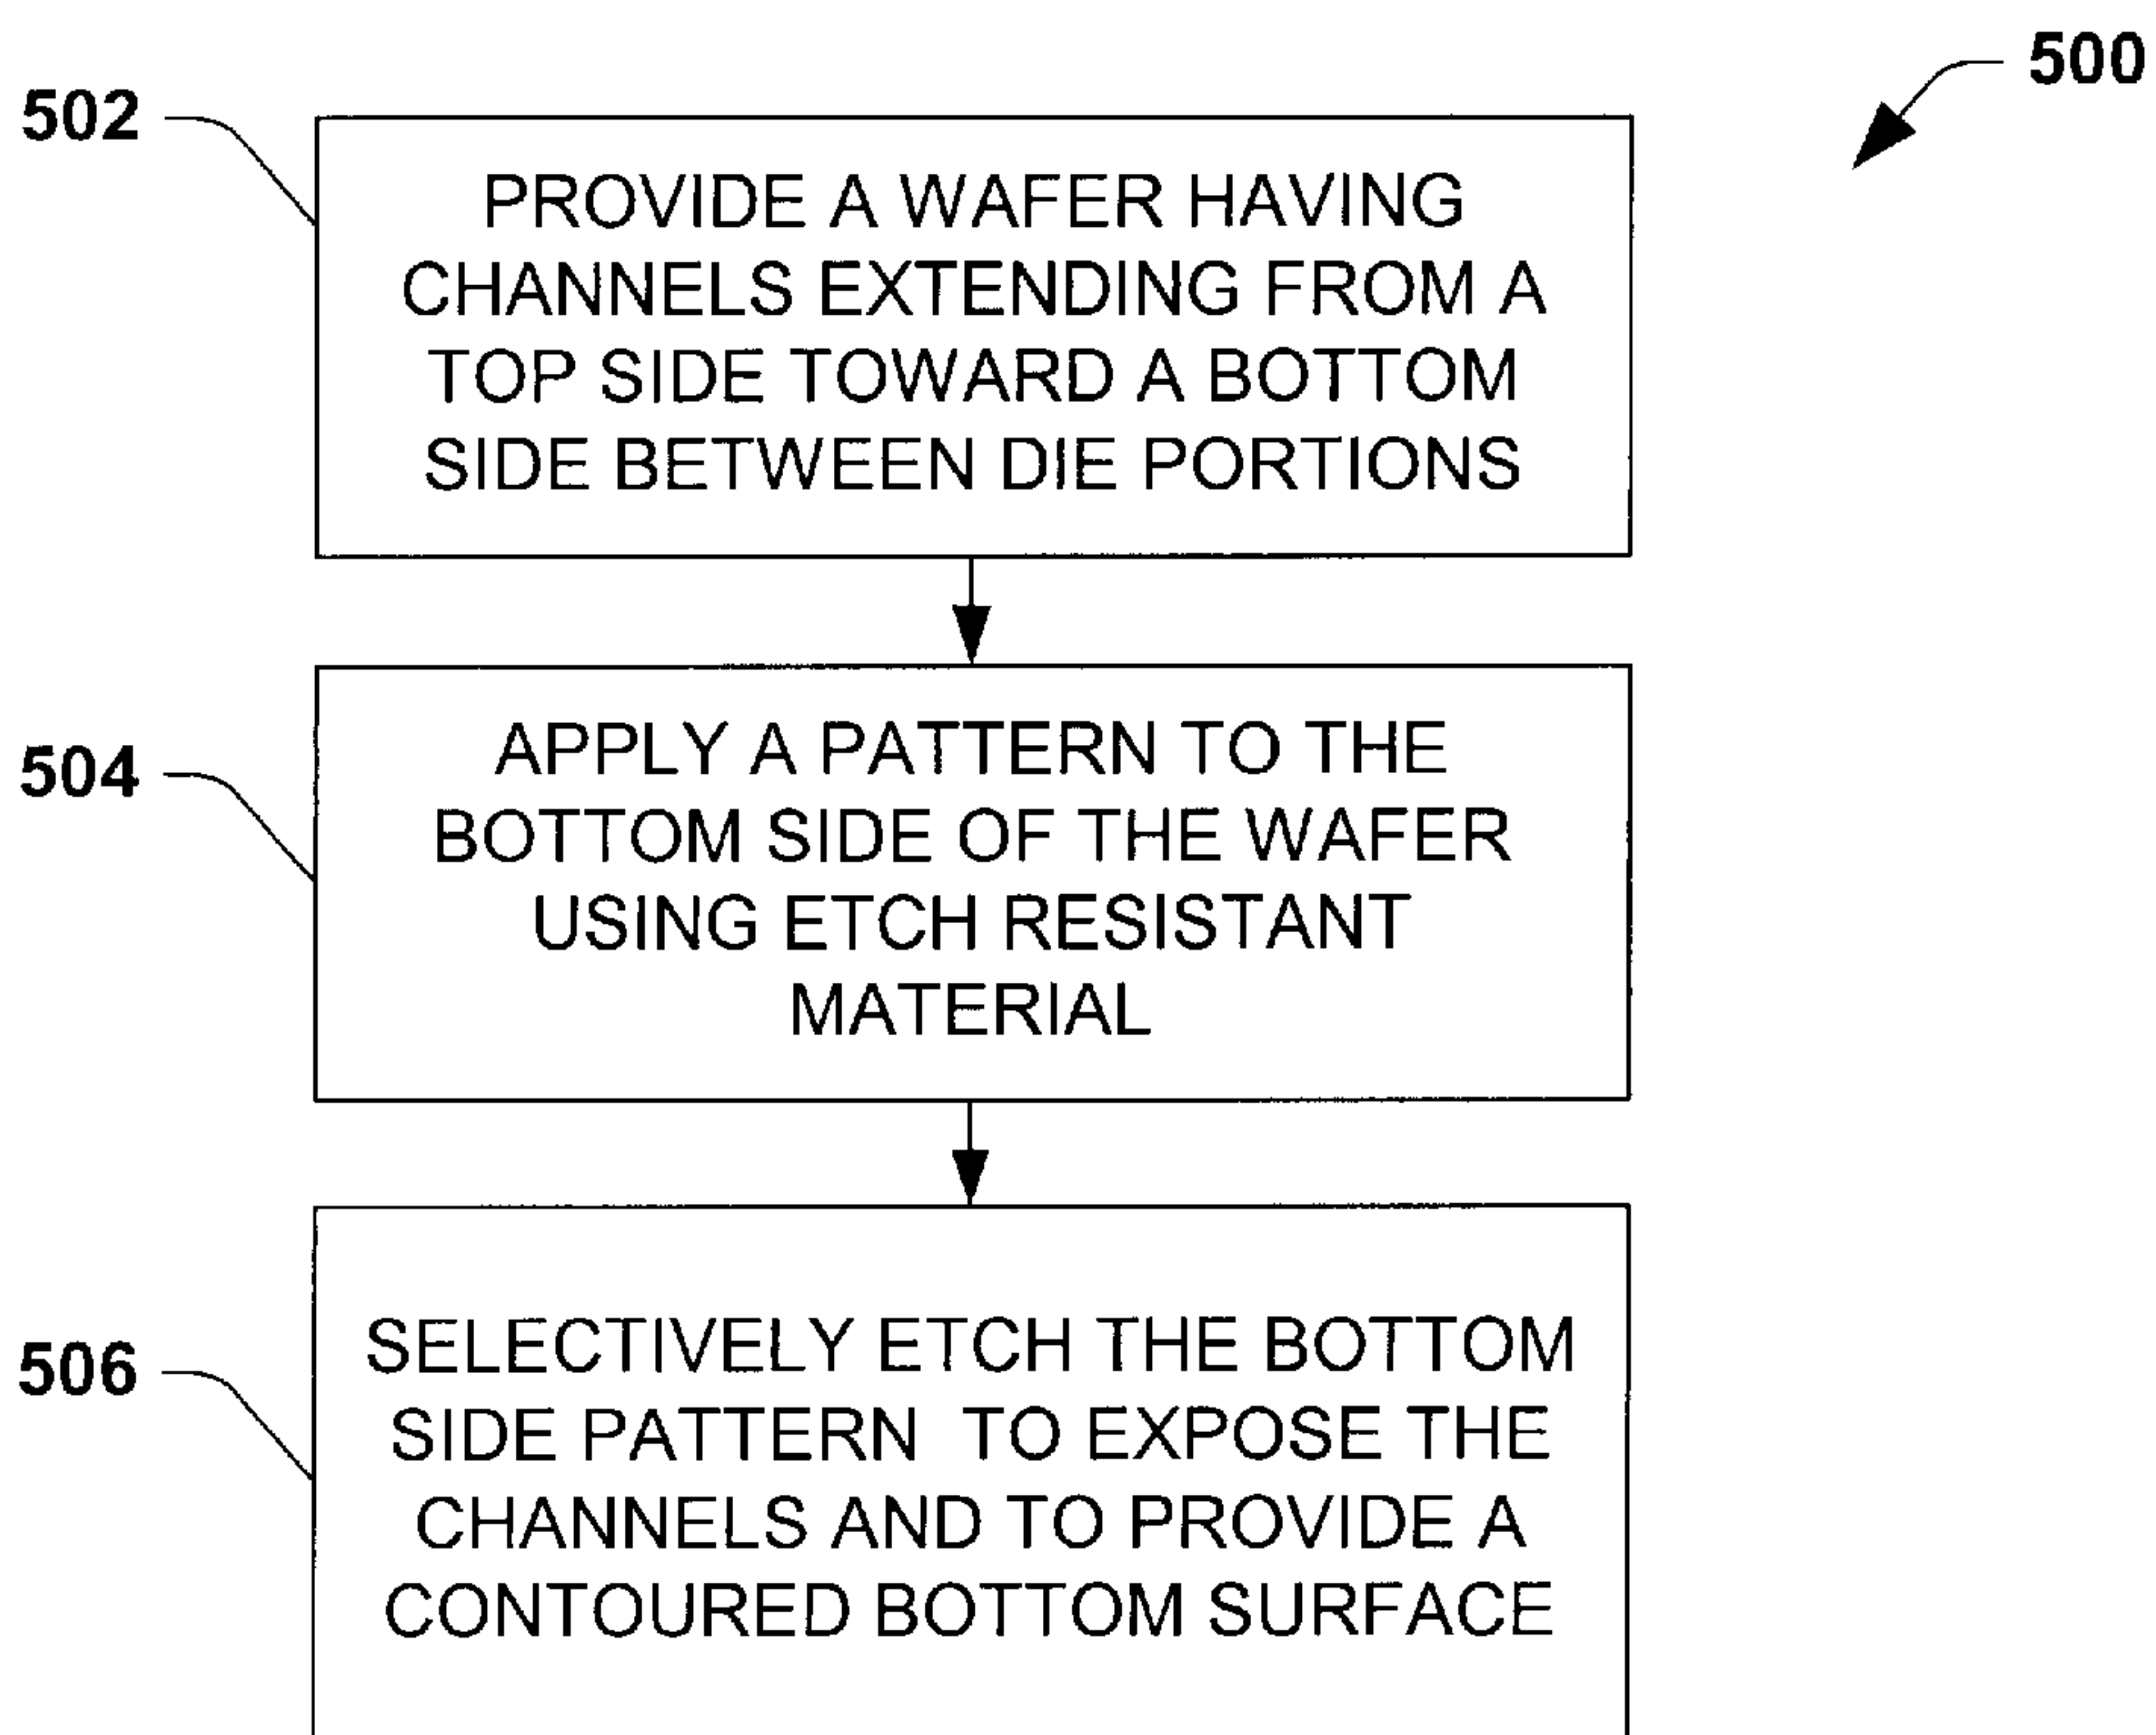 500
502
PROVIDE A WAFER HAVING
CHANNELS EXTENDING FROM A
TOP SIDE TOWARD A BOTTOM
SIDE BETWEEN DIE PORTIONS
504
APPLY A PATTERN TO THE
BOTTOM SIDE OF THE WAFER
USING ETCH RESISTANT
MATERIAL
506
SELECTIVELY ETCH THE BOTTOM
SIDE PATTERN TO EXPOSE THE
CHANNELS AND TO PROVIDE A
CONTOURED BOTTOM SURFACE